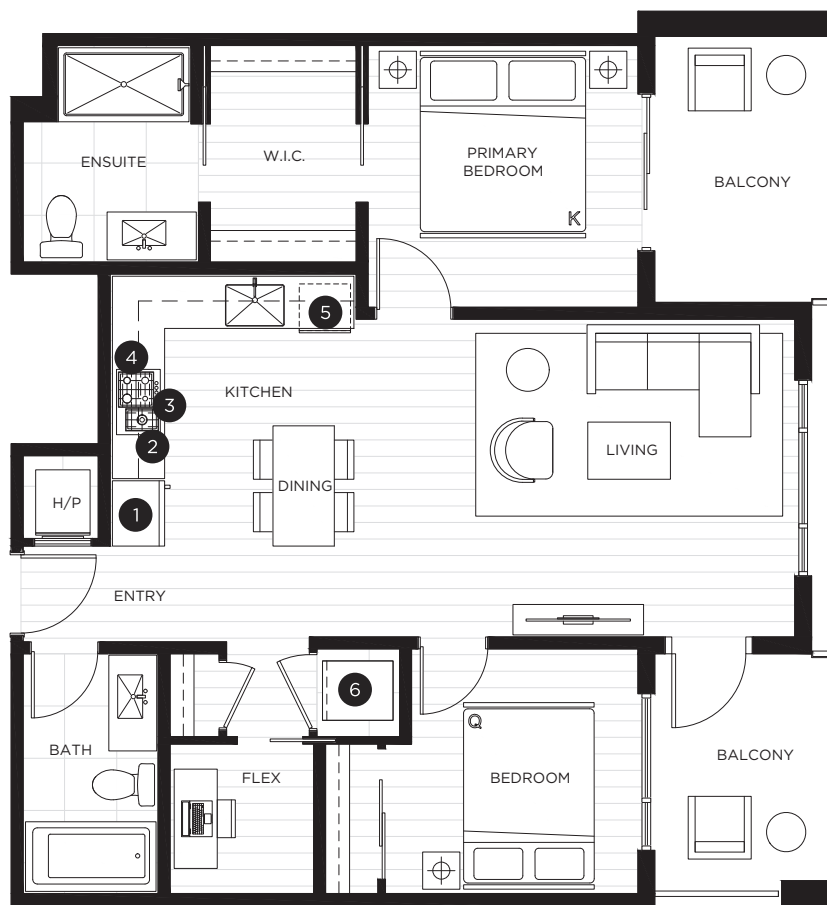 ENSUITE
W.I.C.
PRIMARY
BEDROOM
K
BALCONY
5
4
3
2
1
KITCHEN
DINING
LIVING
H/P
ENTRY
6
BATH
FLEX
Q
BEDROOM
BALCONY